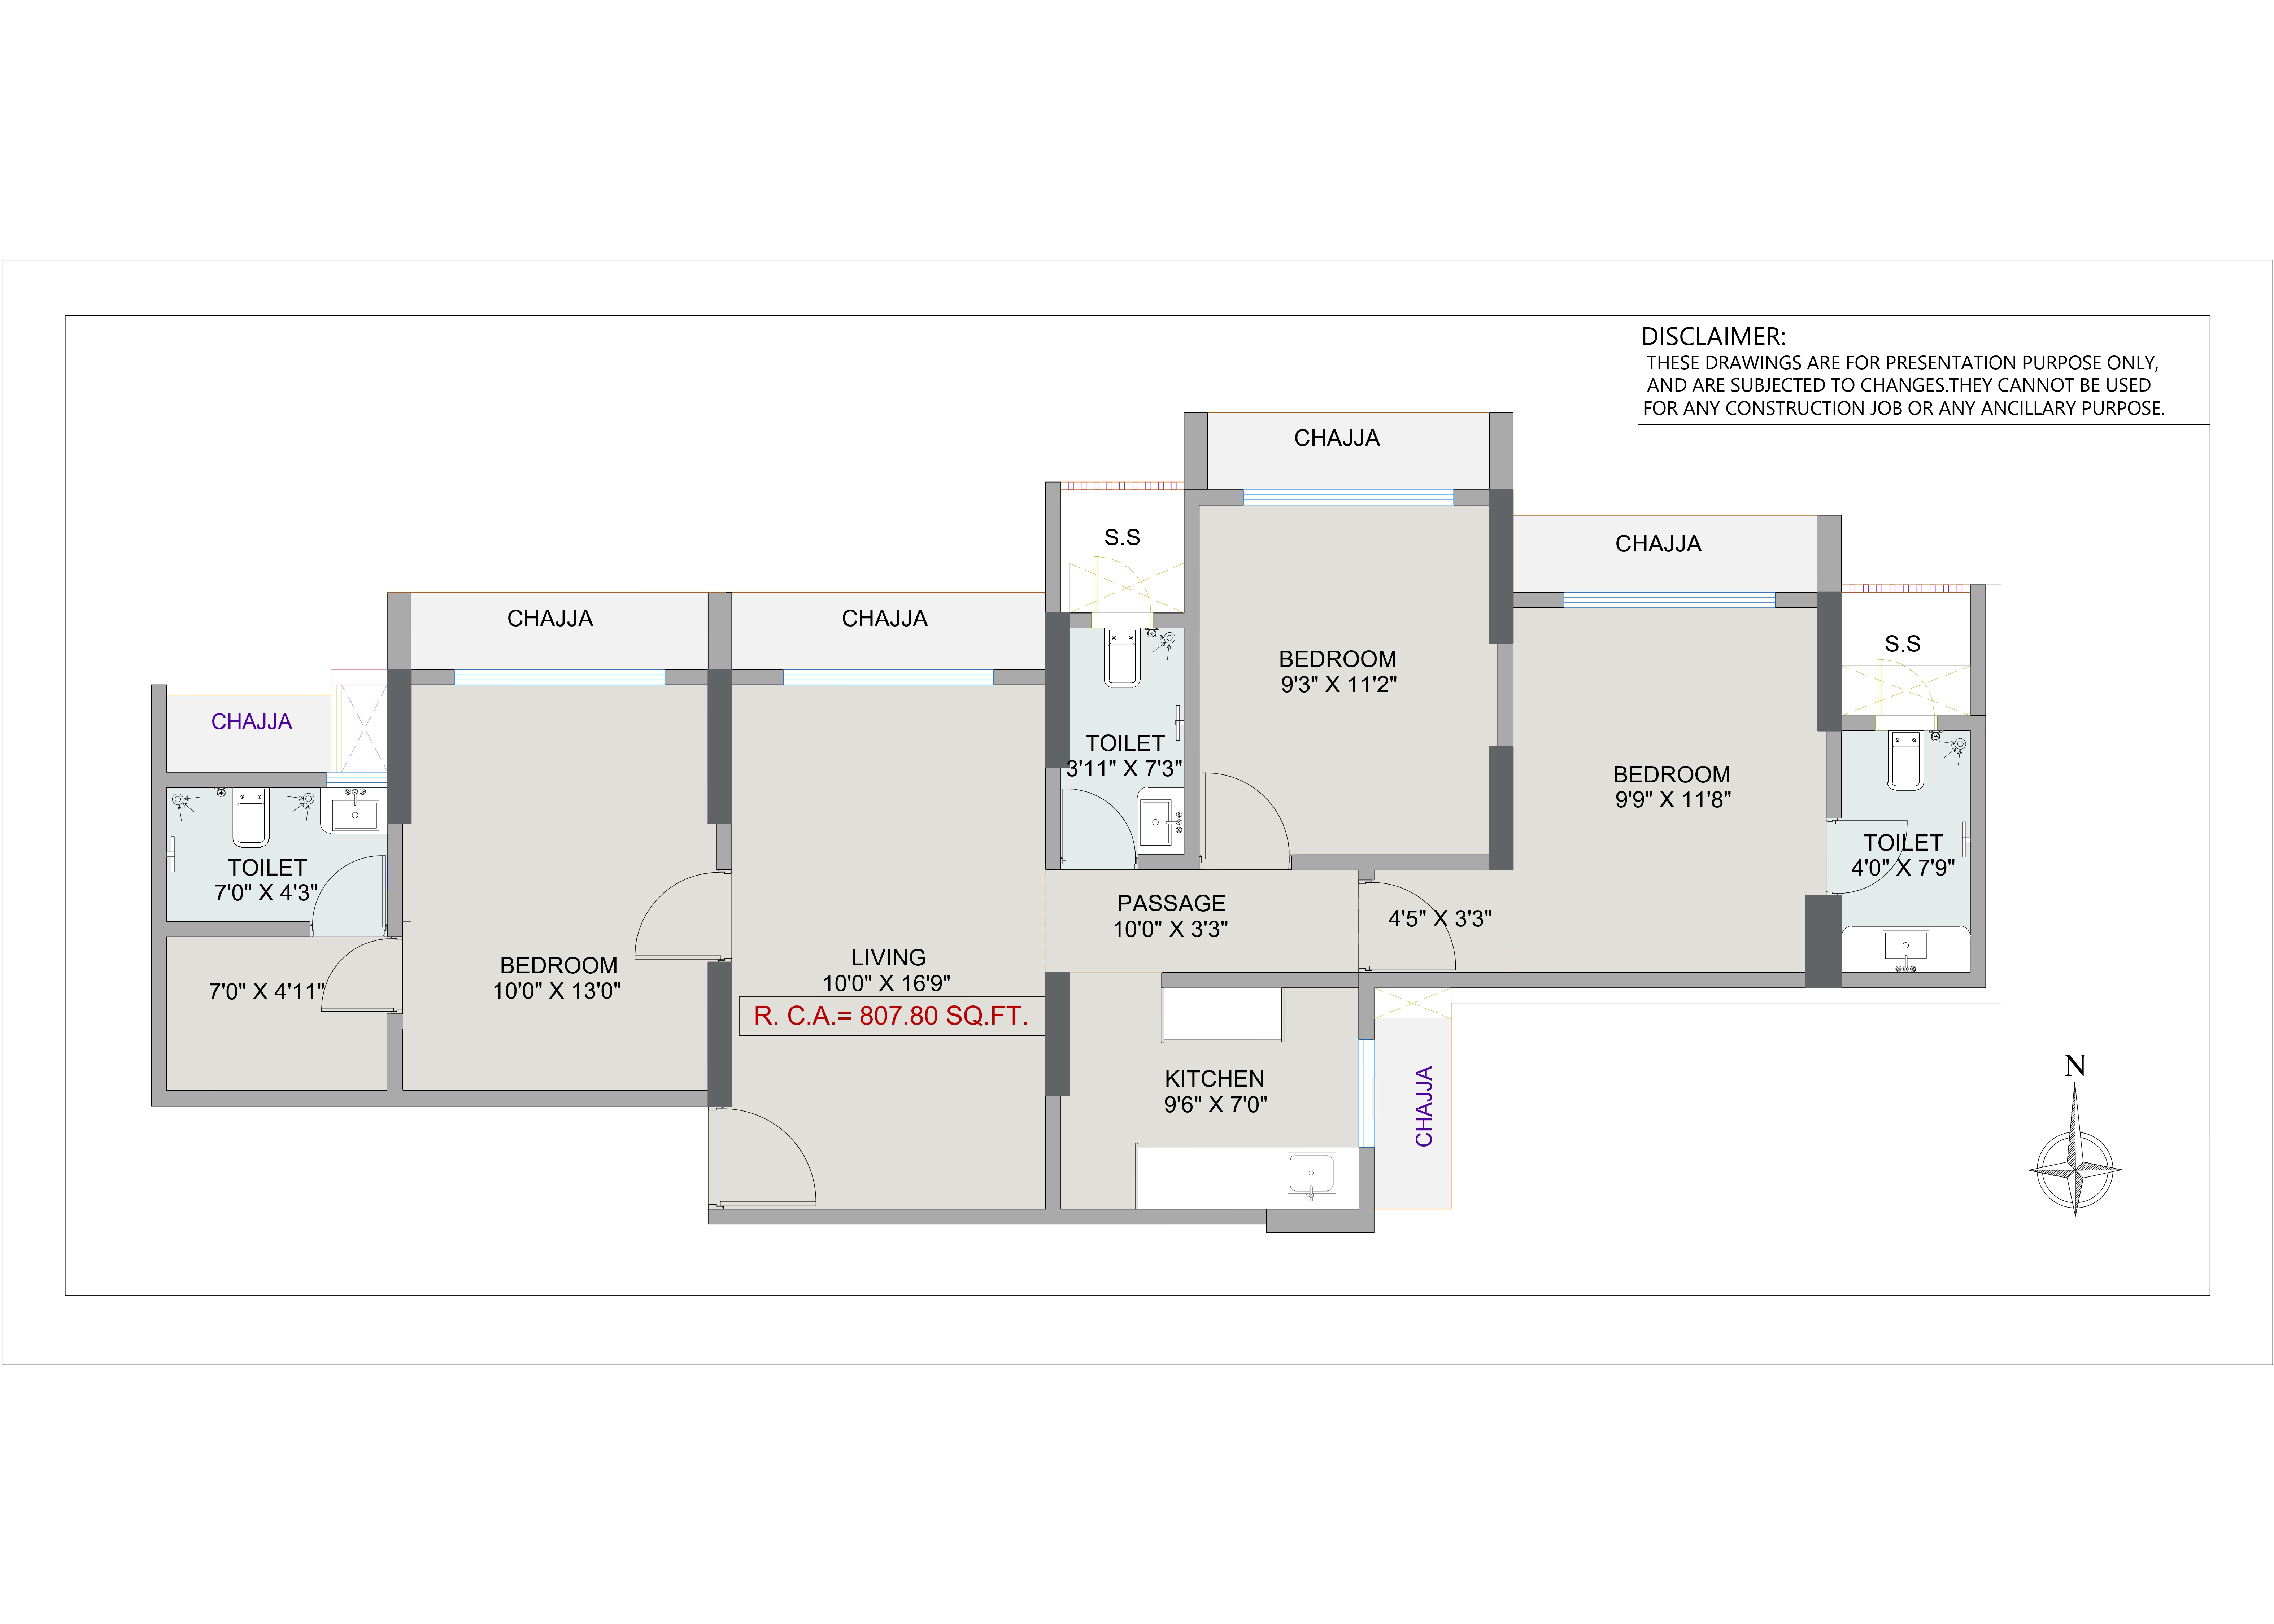 DISCLAIMER:
THESE DRAWINGS ARE FOR PRESENTATION PURPOSE ONLY,
AND ARE SUBJECTED TO CHANGES.THEY CANNOT BE USED
FOR ANY CONSTRUCTION JOB OR ANY ANCILLARY PURPOSE.
CHAJJA
S.S
CHAJJA
CHAJJA
CHAJJA
S.S
BEDROOM
9'3" X 11'2"
CHAJJA
TOILET
3'11" X 7'3"
BEDROOM
9'9" X 11'8"
TOILET
7'0" X 4'3"
TOILET
4'0" X 7'9"
PASSAGE
10'0" X 3'3"
4'5" X 3'3"
BEDROOM
10'0" X 13'0"
LIVING
10'0" X 16'9"
7'0" X 4'11"
R. C.A.= 807.80 SQ.FT.
KITCHEN
9'6" X 7'0"
CHAJJA
N